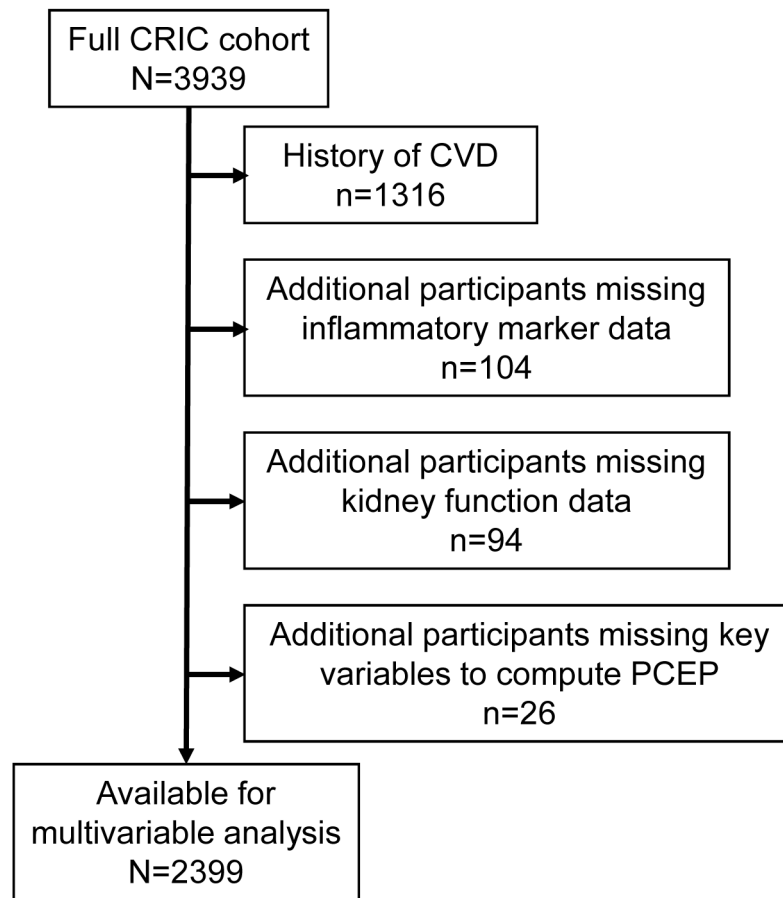 Full CRIC cohort
N=3939
History of CVD
n=1316
Additional participants missing
inflammatory marker data
n=104
Additional participants missing
kidney function data
n=94
Additional participants missing key
variables to compute PCEP
n=26
Available for
multivariable analysis
N=2399